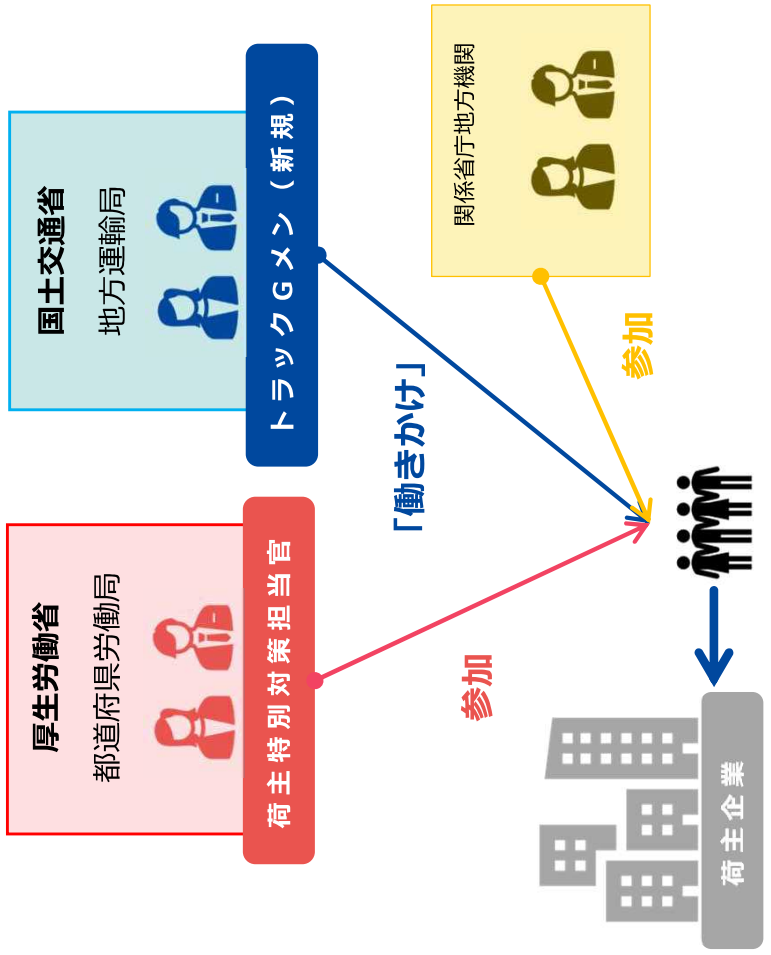 厚生労働省
都道府県労働局
荷主特別対策担当官
国土交通省
地方運輸局
トラックGメン（新規）
「働きかけ」
関係省庁地方機関
参加
参加
荷主企業